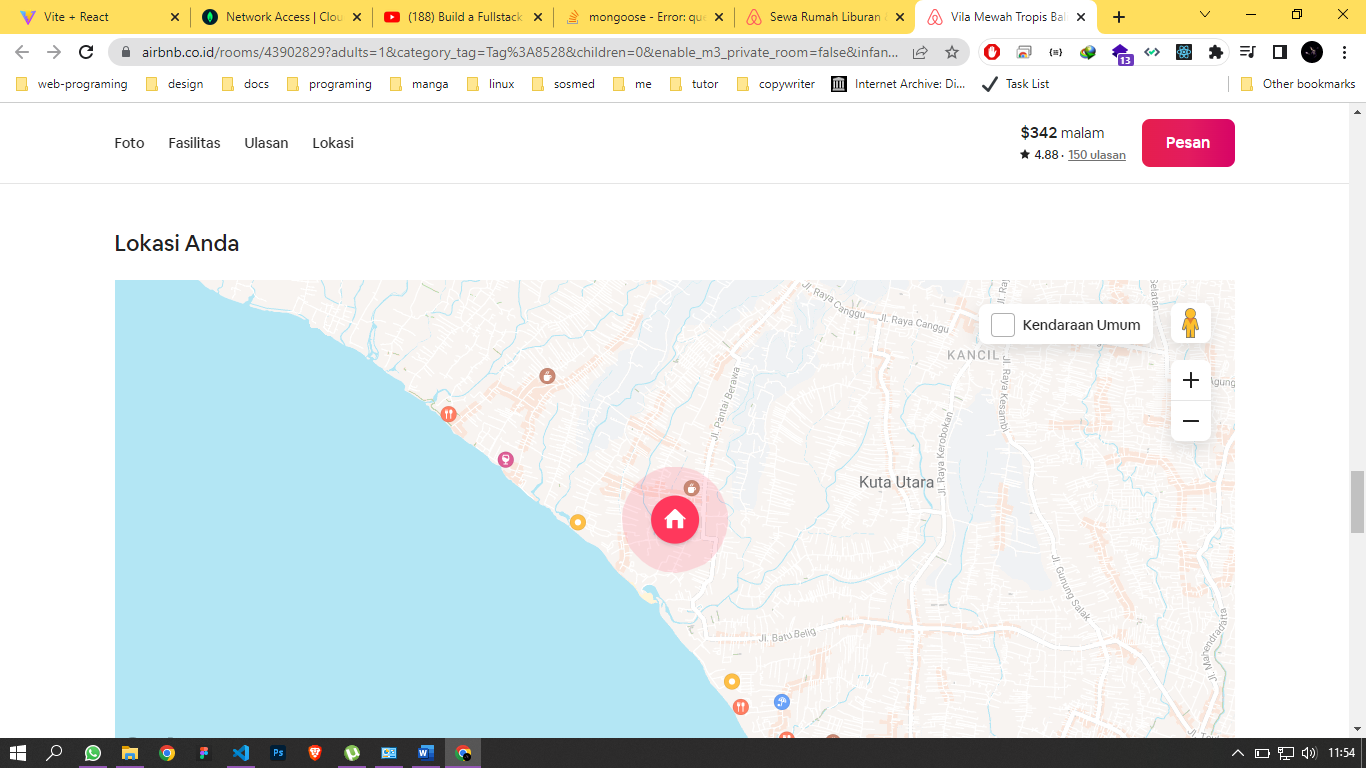 Vite + React
Network Access | Clou
(188) Build a Fullstack
mongoose - Error: que
Sewa Rumah Liburan
Vila Mewah Tropis Bal
airbnb.co.id/rooms/43902829?adults=1&category_tag=Tag%3A8528&children=0&enable_m3_private_room=false&infan...
13
web-programing
design
docs
programing
manga
linux
sosmed
me
tutor
copywriter
Internet Archive: Di...
Task List
Other bookmarks
Foto
Fasilitas
Ulasan
Lokasi
$342 malam
4.88 · 150 ulasan
Pesan
Lokasi Anda
Kendaraan Umum
Jl. Raya Canggu
Jl. Raya Canggu
KANCIL
Selatan
Agung
Jl. Pantai Berawa
Jl. Raya Kesambi
Jl. Raya Kerobokan
Kuta Utara
Jl. Gunung Salak
Jl. Batu Belig
Jl. Mahendradatta
Ps
11:54